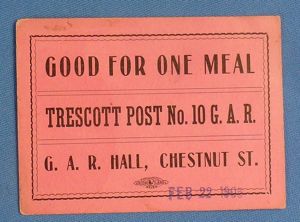 GOOD FOR ONE MEAL
TRESCOTT POST No. 10 G. A. R.
G. A. R. HALL, CHESTNUT ST.
FEB 22